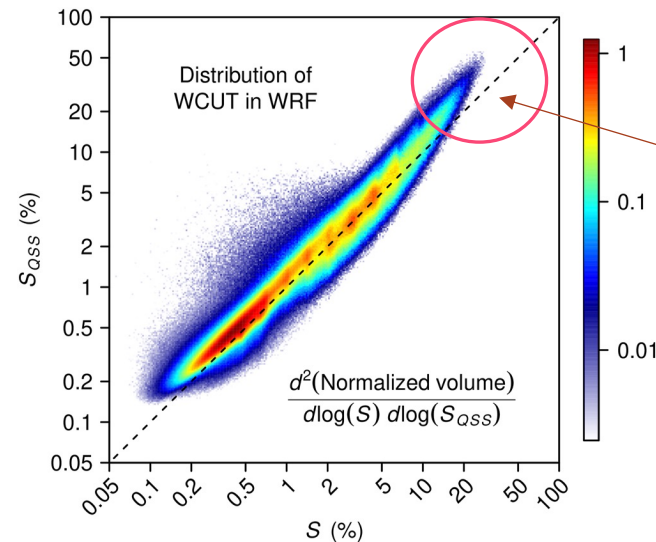 100
50
20
10
5
2
1
0.5
0.2
0.1
0.05
S_QSS (%)
Distribution of
WCUT in WRF
d²(Normalized volume)
dlog(S) dlog(S_QSS)
0.05 0.1 0.2 0.5 1 2 5 10 20 50 100
S (%)
1
0.1
0.01